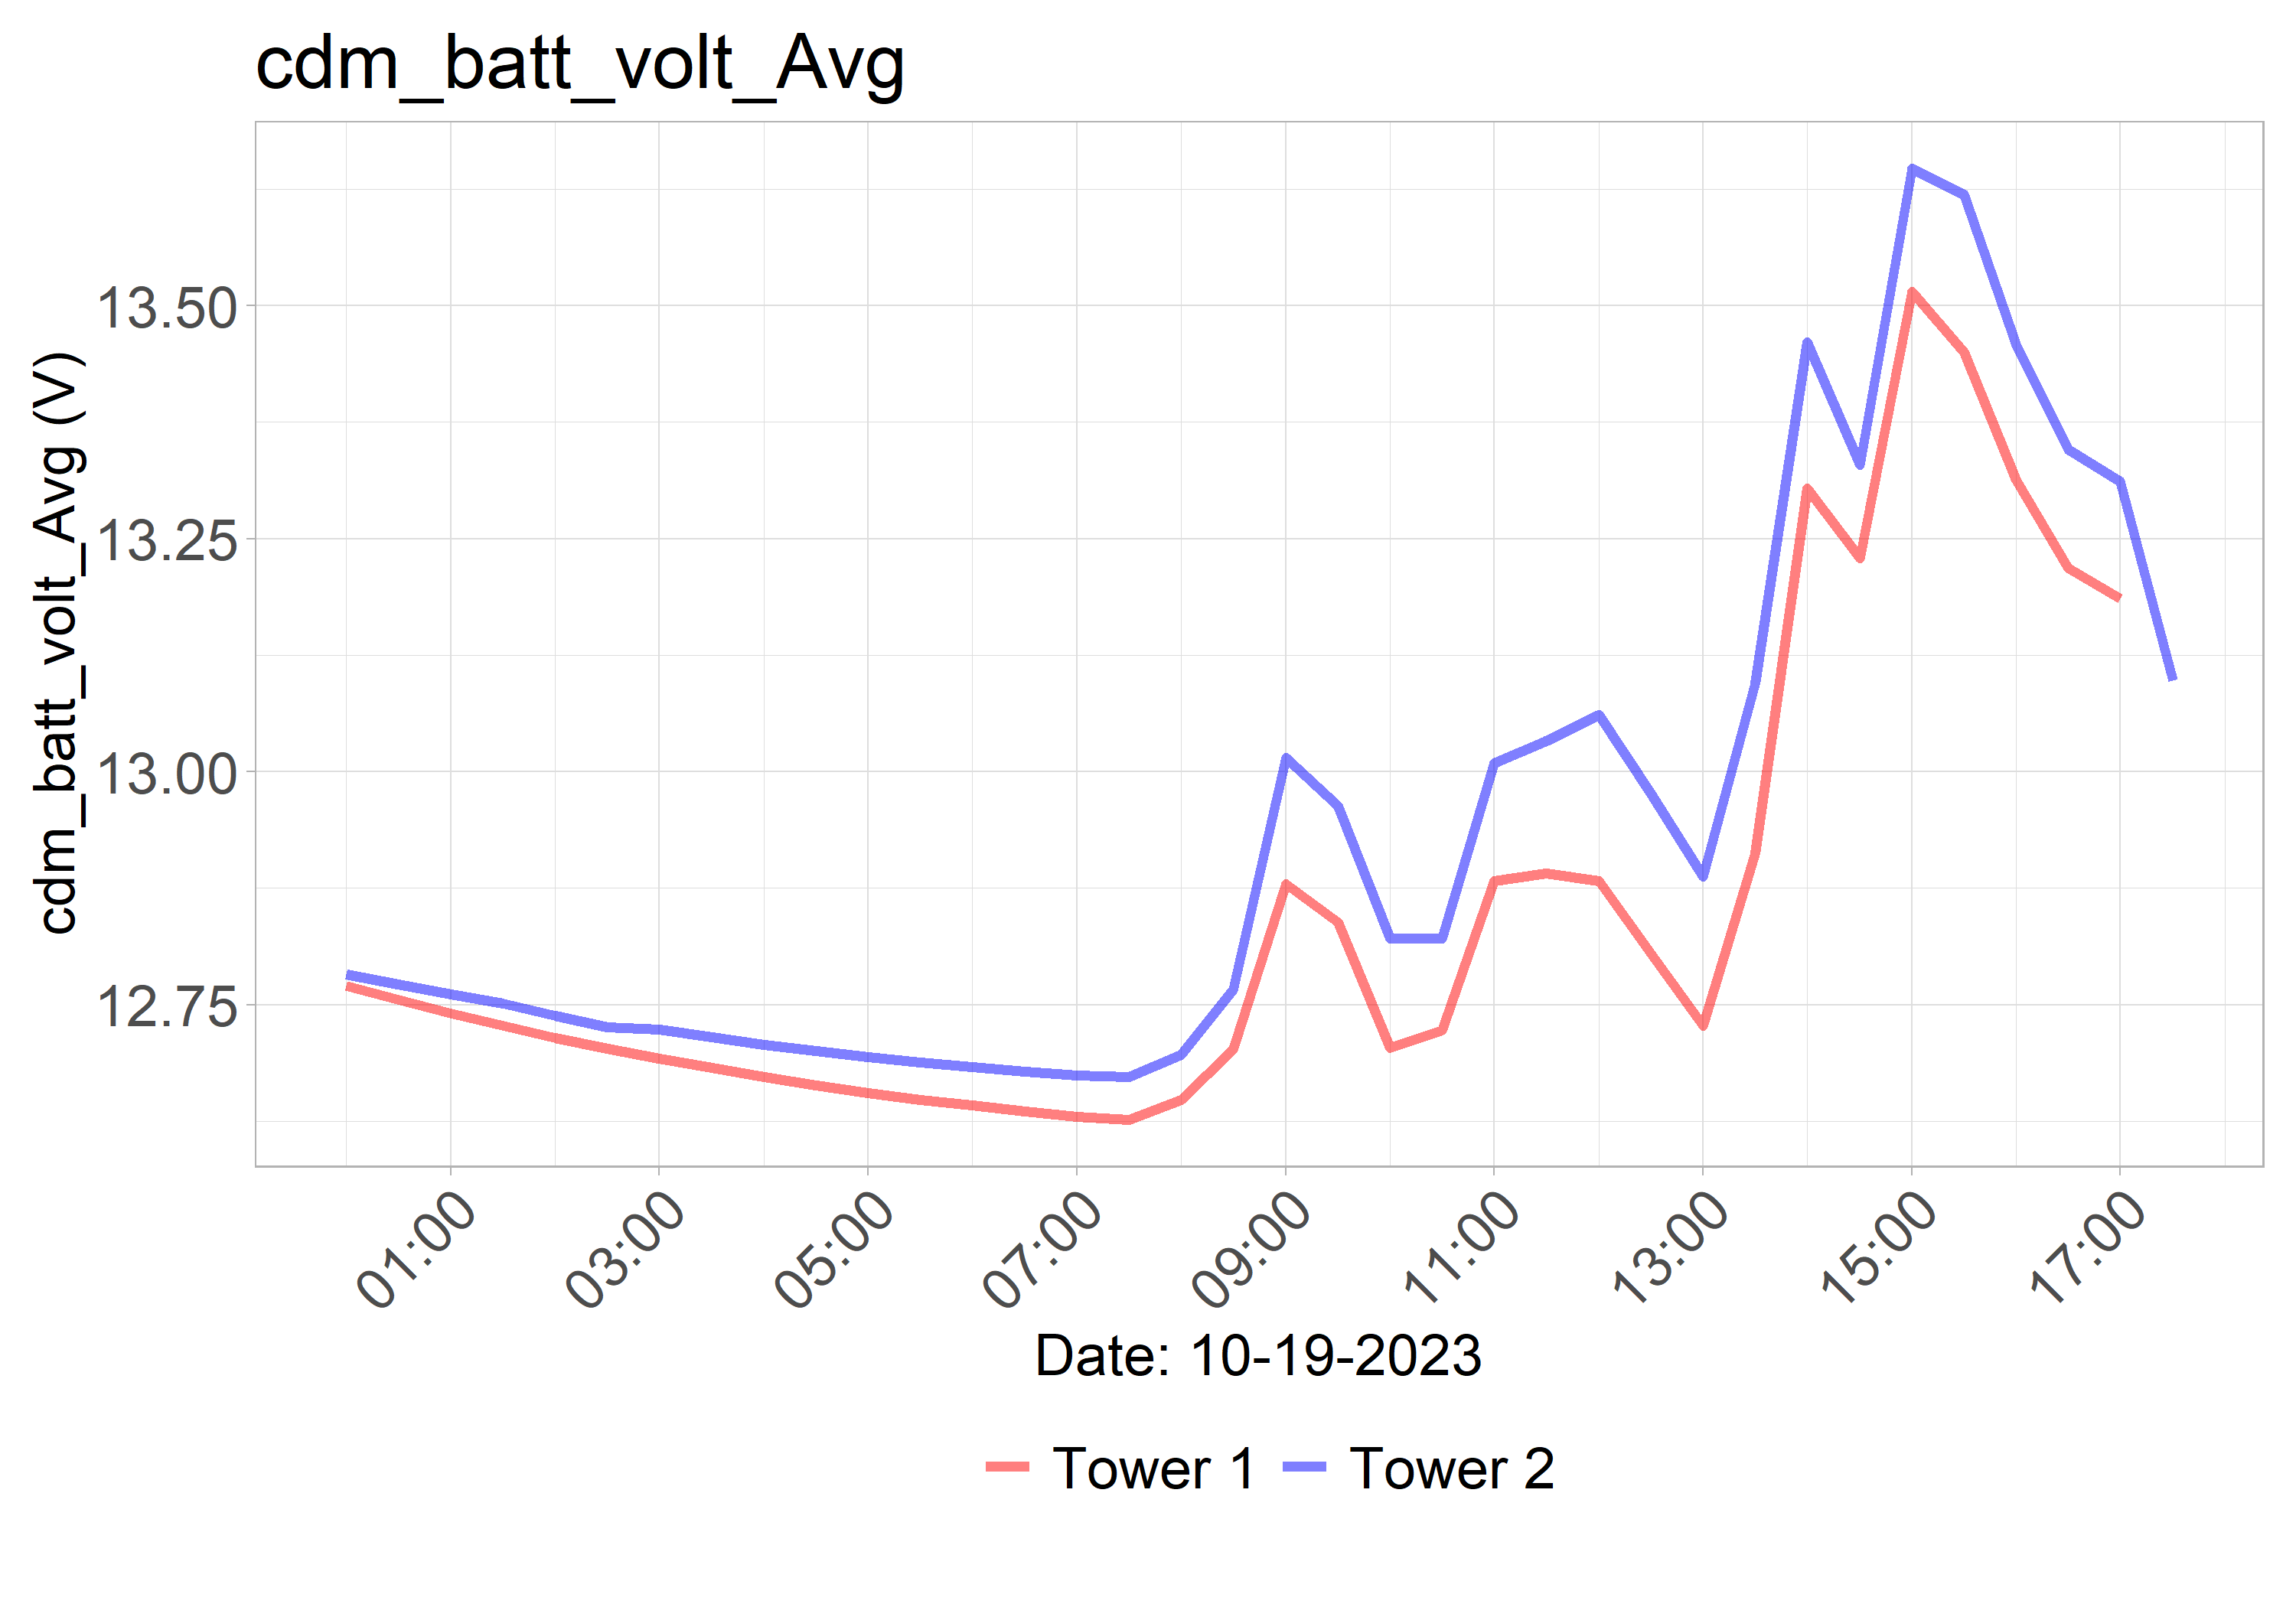 cdm_batt_volt_Avg
cdm_batt_volt_Avg (V)
13.50
13.25
13.00
12.75
01:00 03:00 05:00 07:00 09:00 11:00 13:00 15:00 17:00
Date: 10-19-2023
Tower 1 Tower 2